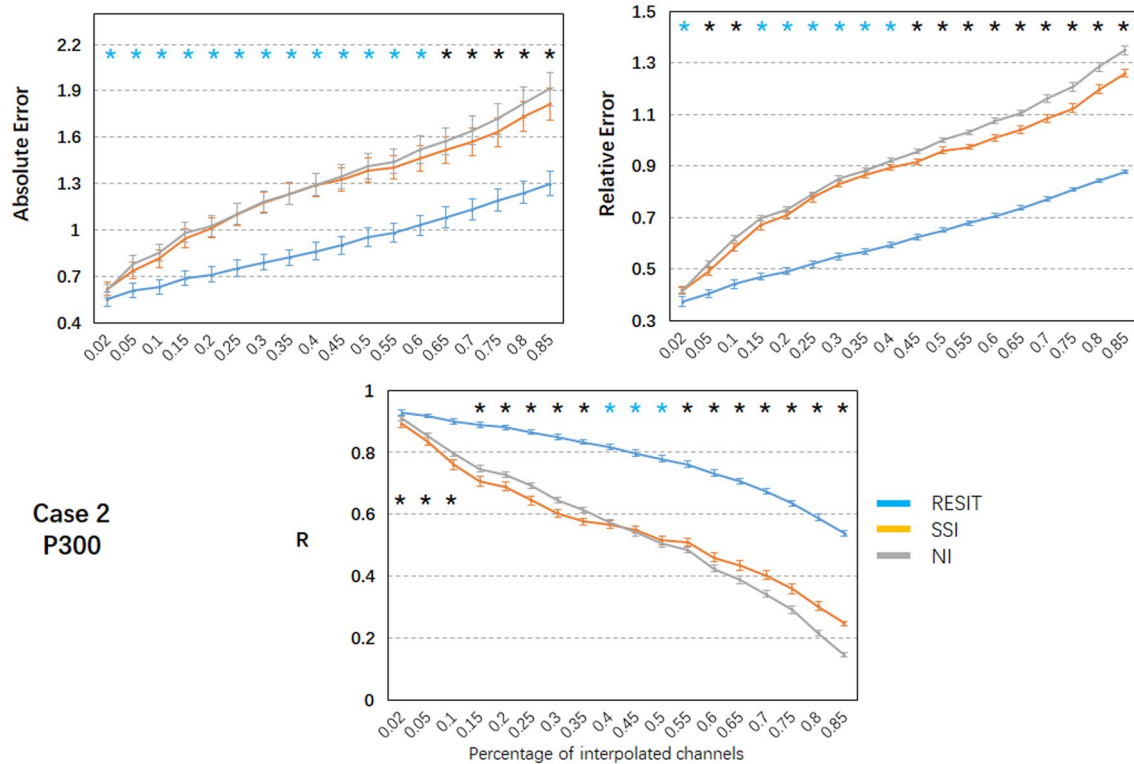 Absolute Error
2.2
* * * * * * * * * * * * * * * * * *
1.9
1.6
1.3
1
0.7
0.4
0.02 0.05 0.1 0.15 0.2 0.25 0.3 0.35 0.4 0.45 0.5 0.55 0.6 0.65 0.7 0.75 0.8 0.85
Relative Error
1.5
* * * * * * * * * * * * * * * * * *
1.3
1.1
0.9
0.7
0.5
0.3
0.02 0.05 0.1 0.15 0.2 0.25 0.3 0.35 0.4 0.45 0.5 0.55 0.6 0.65 0.7 0.75 0.8 0.85
Case 2
P300
R
1
* * * * * * * * * * * * * * *
0.8
* * *
0.6
0.4
0.2
0
0.02 0.05 0.1 0.15 0.2 0.25 0.3 0.35 0.4 0.45 0.5 0.55 0.6 0.65 0.7 0.75 0.8 0.85
Percentage of interpolated channels
RESIT
SSI
NI